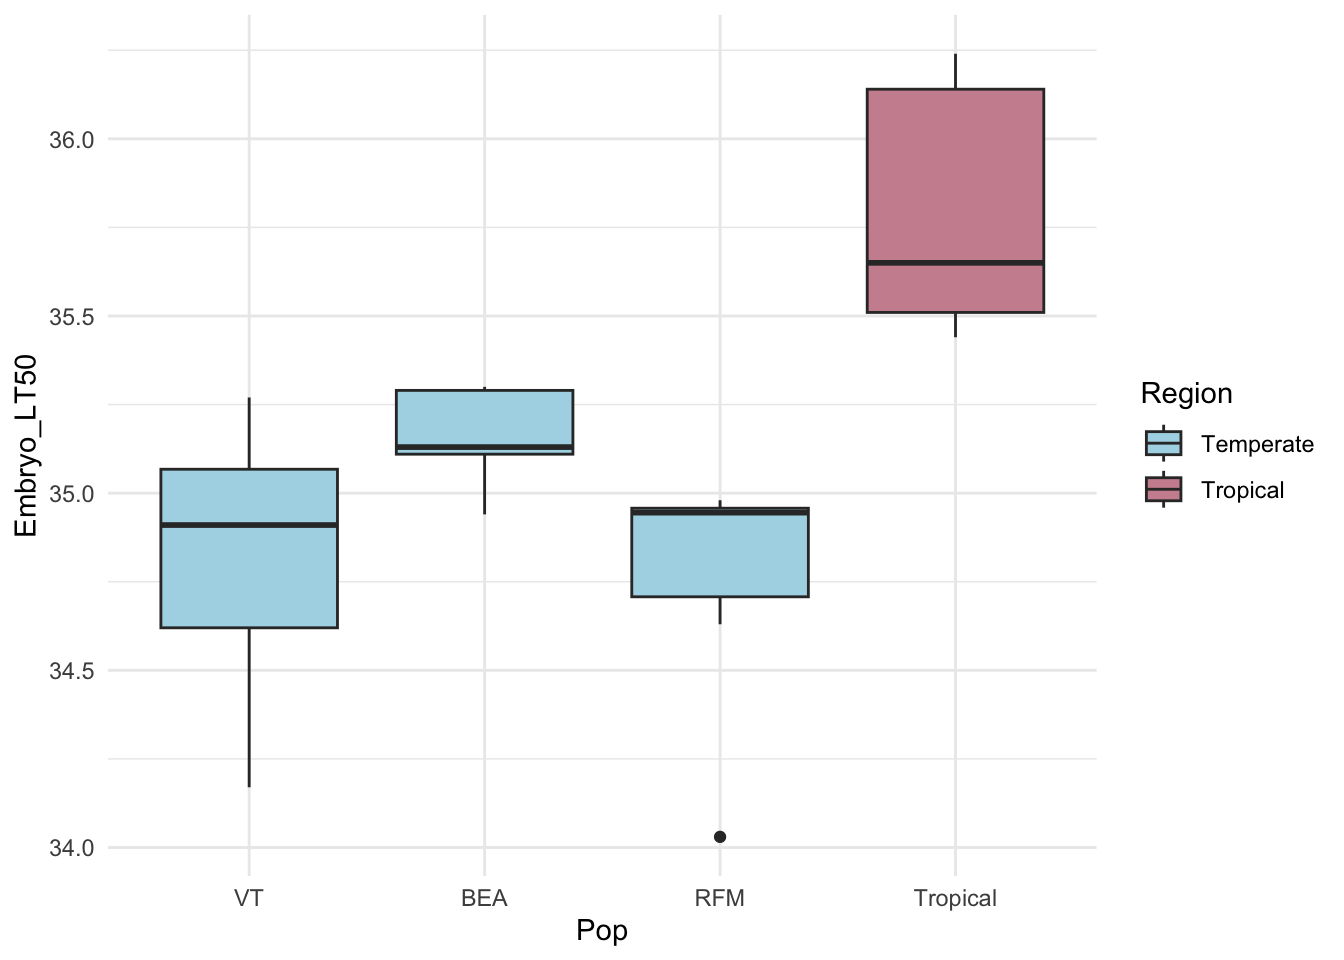 Embryo_LT50
36.0
35.5
35.0
34.5
34.0
VT BEA RFM Tropical
Pop
Region
Temperate
Tropical